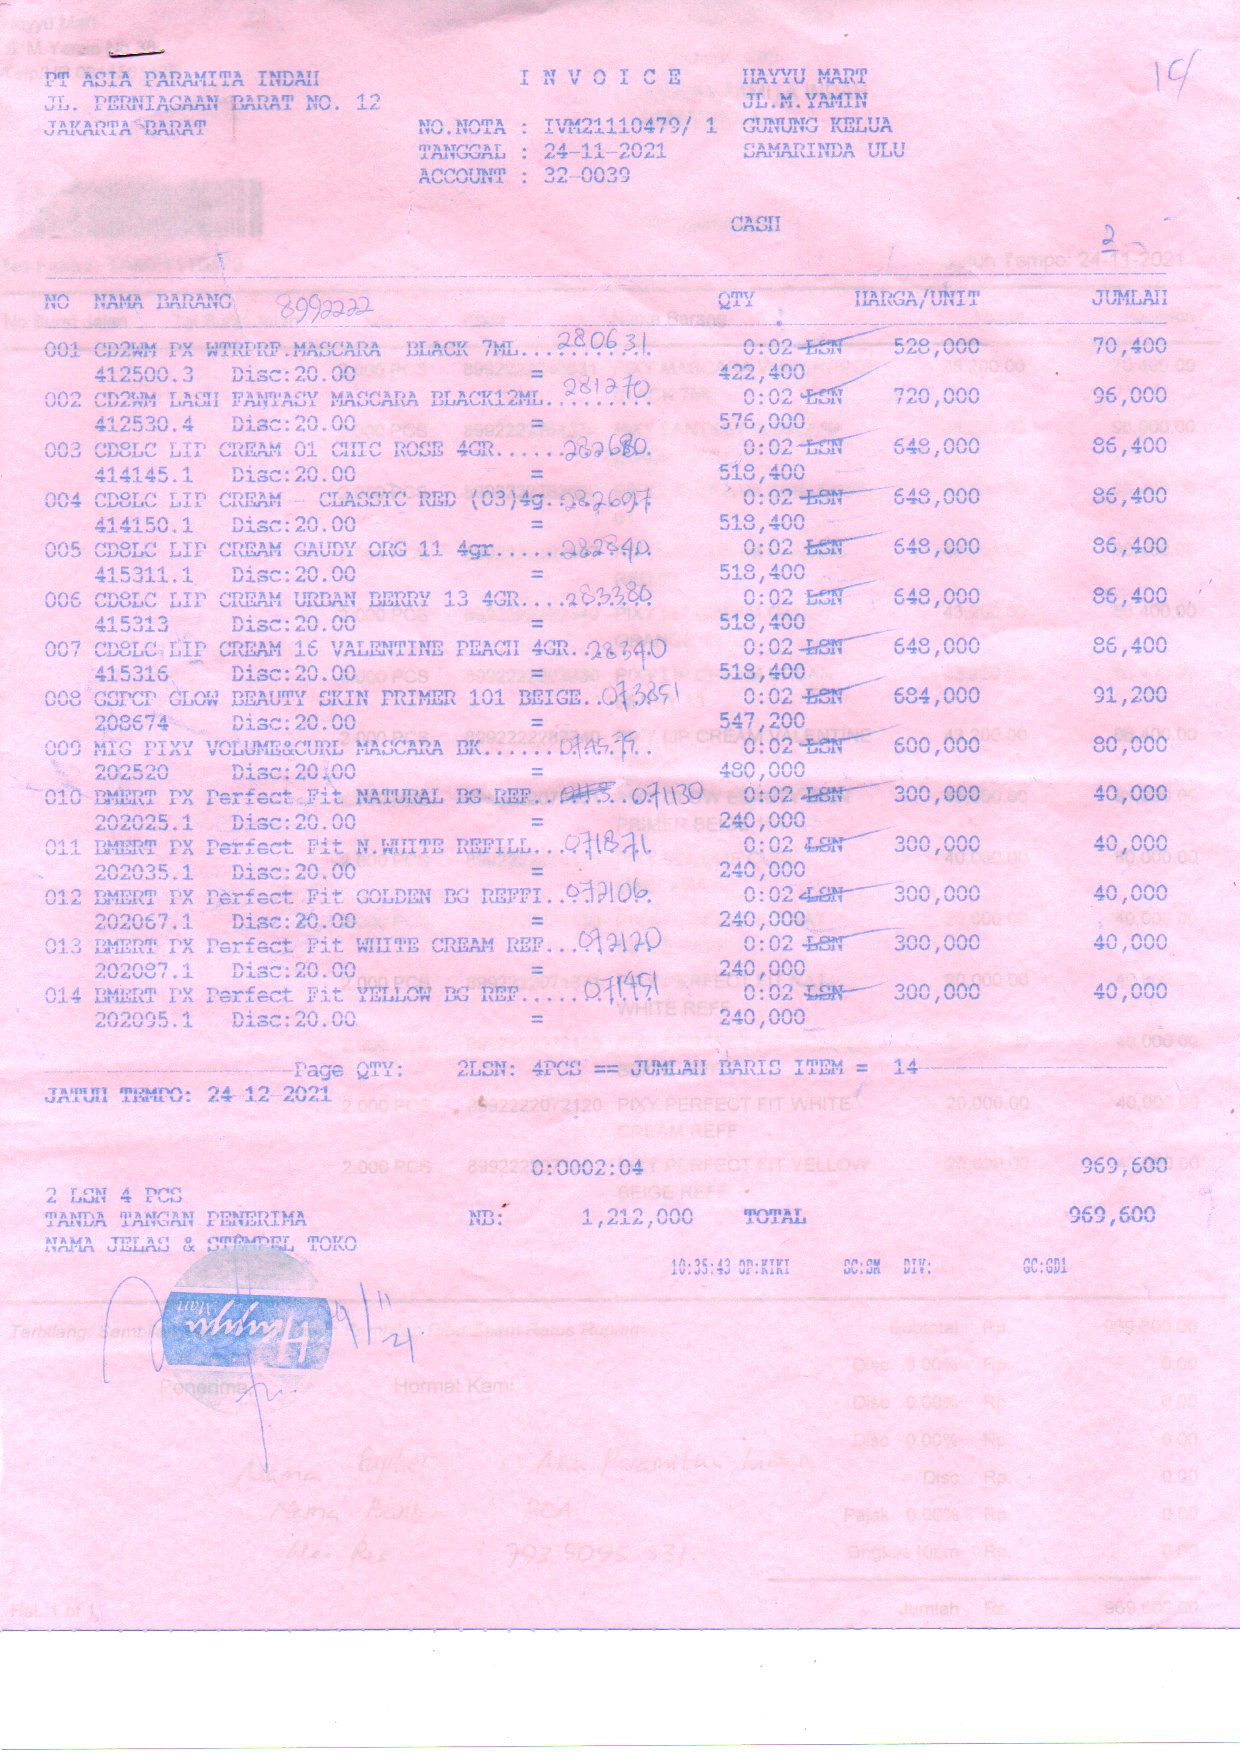 PT ASIA PARAMITA INDAH I N V O I C E HAYYU MART
JL. PERNIAGAAN BARAT NO. 12 JL.M.YAMIN
JAKARTA BARAT NO.NOTA : IVM21110479/ 1 GUNUNG KELUA
TANGGAL : 24-11-2021 SAMARINDA ULU
ACCOUNT : 32-0039
CASH
2
NO NAMA BARANG 8992222 QTY HARGA/UNIT JUMLAH
001 CD2WM PX WTRPRF.MASCARA BLACK 7ML.......... 280631 0:02 LSN 528,000 70,400
412500.3 Disc:20.00 = 422,400
002 CD2WM LASH FANTASY MASCARA BLACK12ML......... 281270 0:02 LSN 720,000 96,000
412530.4 Disc:20.00 = 576,000
003 CD8LC LIP CREAM 01 CHIC ROSE 4GR...... 282680 0:02 LSN 648,000 86,400
414145.1 Disc:20.00 = 518,400
004 CD8LC LIP CREAM - CLASSIC RED (03)4g.. 282697 0:02 LSN 648,000 86,400
414150.1 Disc:20.00 = 518,400
005 CD8LC LIP CREAM GAUDY ORG 11 4gr...... 0:02 LSN 648,000 86,400
415311.1 Disc:20.00 = 518,400
006 CD8LC LIP CREAM URBAN BERRY 13 4GR.... 283380 0:02 LSN 648,000 86,400
415313 Disc:20.00 = 518,400
007 CD8LC LIP CREAM 16 VALENTINE PEACH 4GR.. 0:02 LSN 648,000 86,400
415316 Disc:20.00 = 518,400
008 GSPCP GLOW BEAUTY SKIN PRIMER 101 BEIGE.. 073851 0:02 LSN 684,000 91,200
208674 Disc:20.00 = 547,200
009 MIG PIXY VOLUME&CURL MASCARA BK.... 0:02 LSN 600,000 80,000
202520 Disc:20.00 = 480,000
010 BMERT PX Perfect Fit NATURAL BG REF.. 071130 0:02 LSN 300,000 40,000
202025.1 Disc:20.00 = 240,000
011 BMERT PX Perfect Fit N.WHITE REFILL... 071871 0:02 LSN 300,000 40,000
202035.1 Disc:20.00 = 240,000
012 BMERT PX Perfect Fit GOLDEN BG REFFI.. 072106 0:02 LSN 300,000 40,000
202067.1 Disc:20.00 = 240,000
013 BMERT PX Perfect Fit WHITE CREAM REF... 072120 0:02 LSN 300,000 40,000
202087.1 Disc:20.00 = 240,000
014 BMERT PX Perfect Fit YELLOW BG REF...... 071451 0:02 LSN 300,000 40,000
202095.1 Disc:20.00 = 240,000
Page QTY: 2LSN: 4PCS == JUMLAH BARIS ITEM = 14
JATUH TEMPO: 24-12-2021
0:0002:04 969,600
2 LSN 4 PCS
TANDA TANGAN PENERIMA NB: 1,212,000 TOTAL 969,600
NAMA JELAS & STEMPEL TOKO
10:35:43 OP:KIKI SC:SM DIV: GC:GD1
Hayyu
Mart